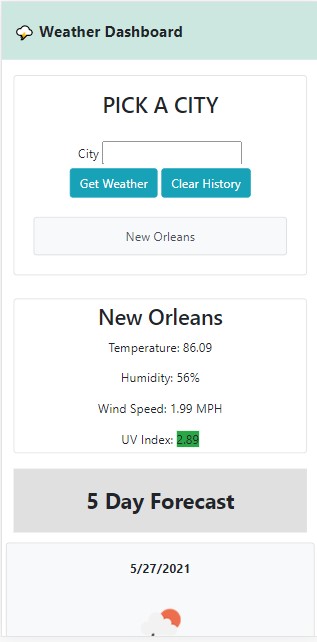 Weather Dashboard
PICK A CITY
City
Get Weather Clear History
New Orleans
New Orleans
Temperature: 86.09
Humidity: 56%
Wind Speed: 1.99 MPH
UV Index: 2.89
5 Day Forecast
5/27/2021